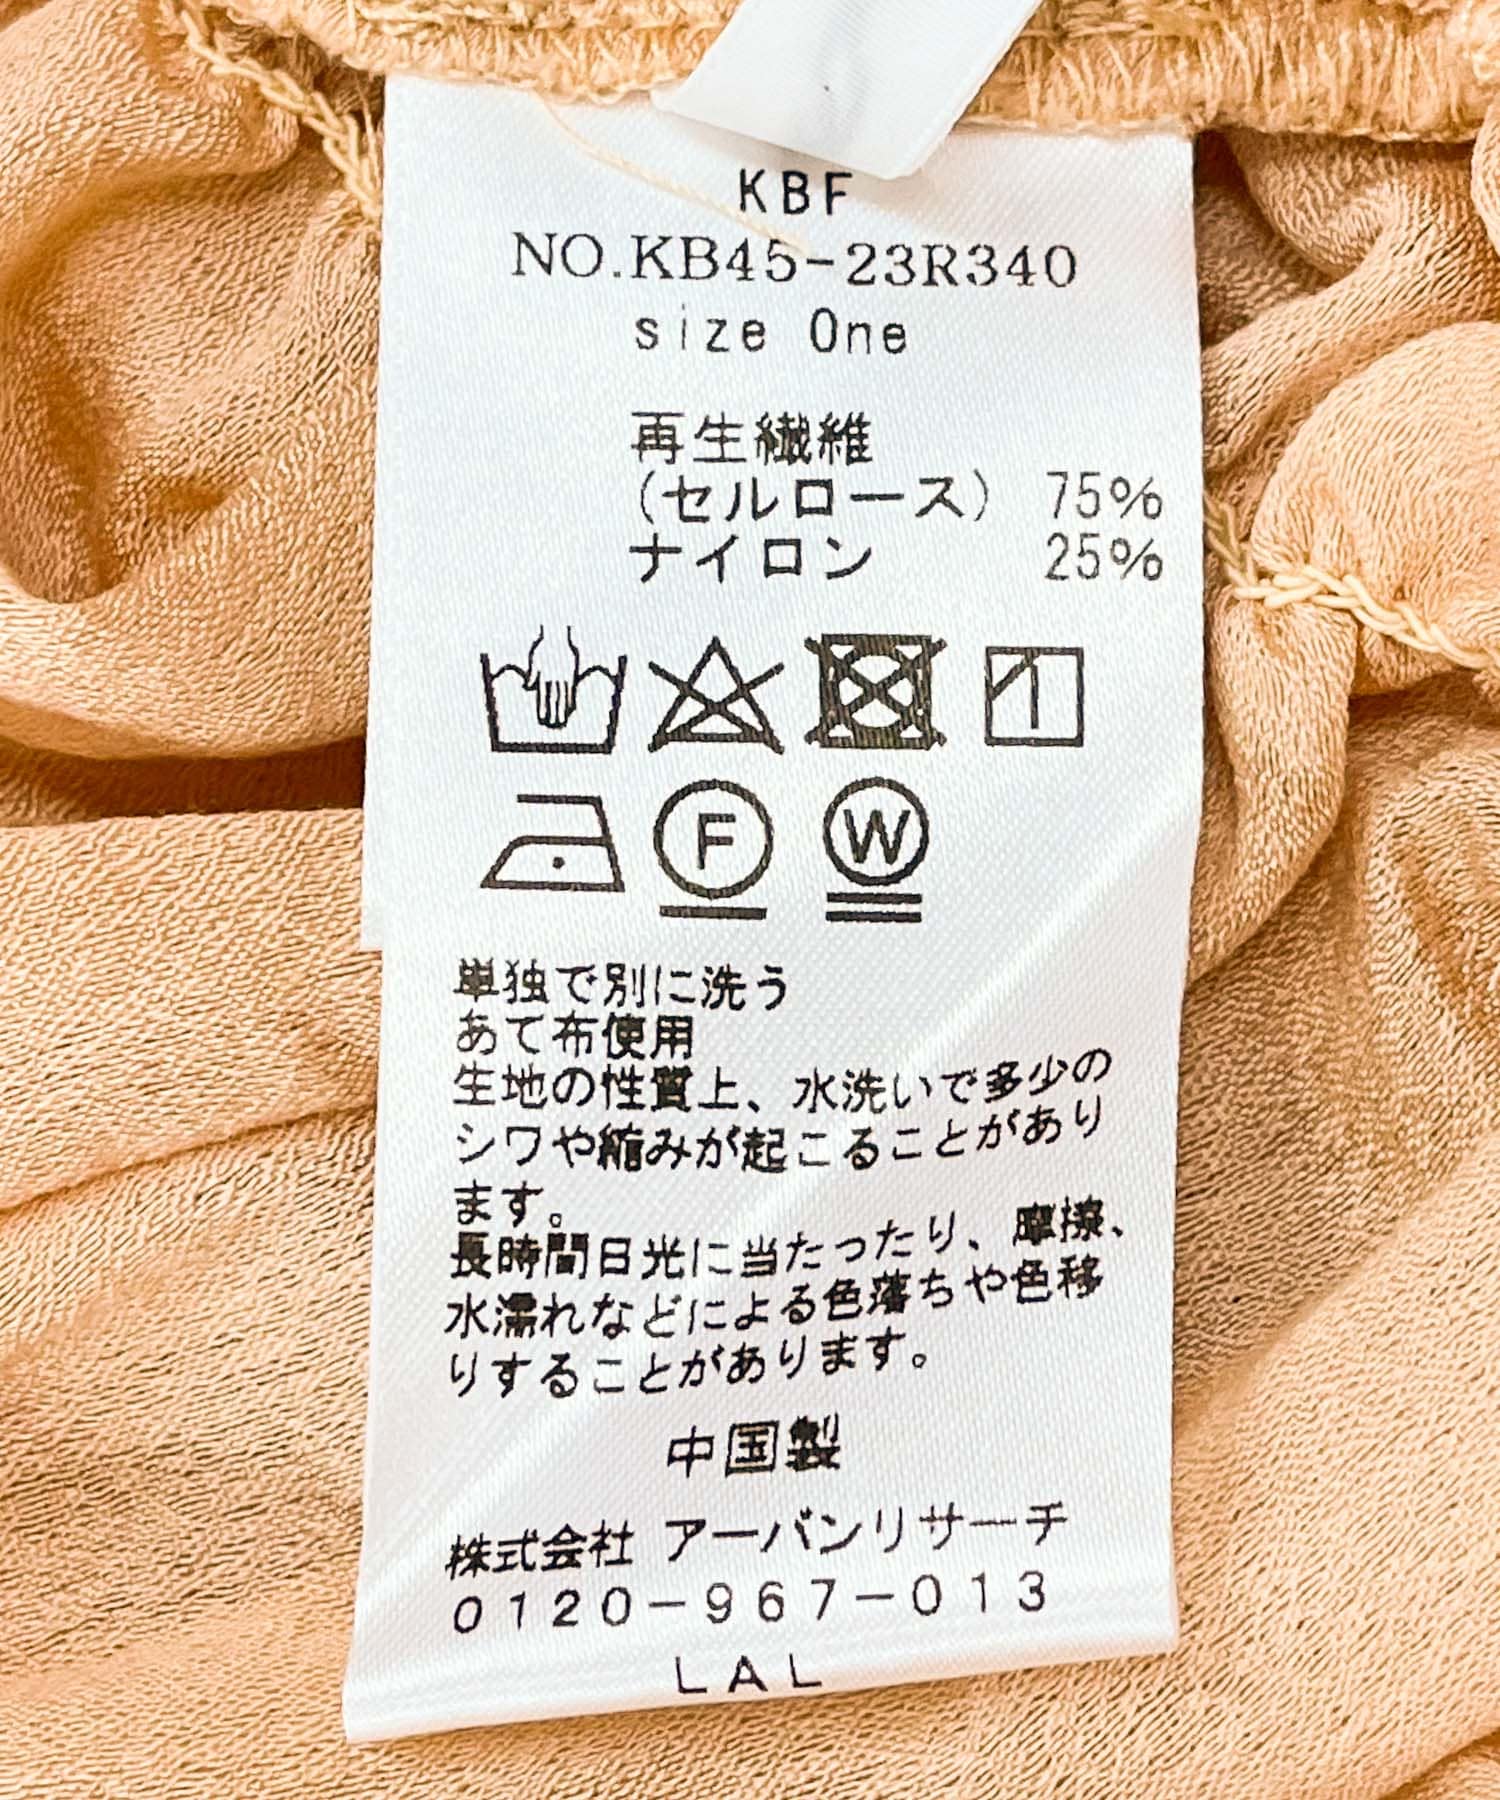 KBF
NO.KB45-23R340
size One
再生繊維
(セルロース) 75%
ナイロン 25%
F
W
単独で別に洗う
あて布使用
生地の性質上、水洗いで多少の
シワや縮みが起こることがあり
ます。
長時間日光に当たったり、摩擦、
水濡れなどによる色落ちや色移
りすることがあります。
中国製
株式会社 アーバンリサーチ
0120-967-013
LAL